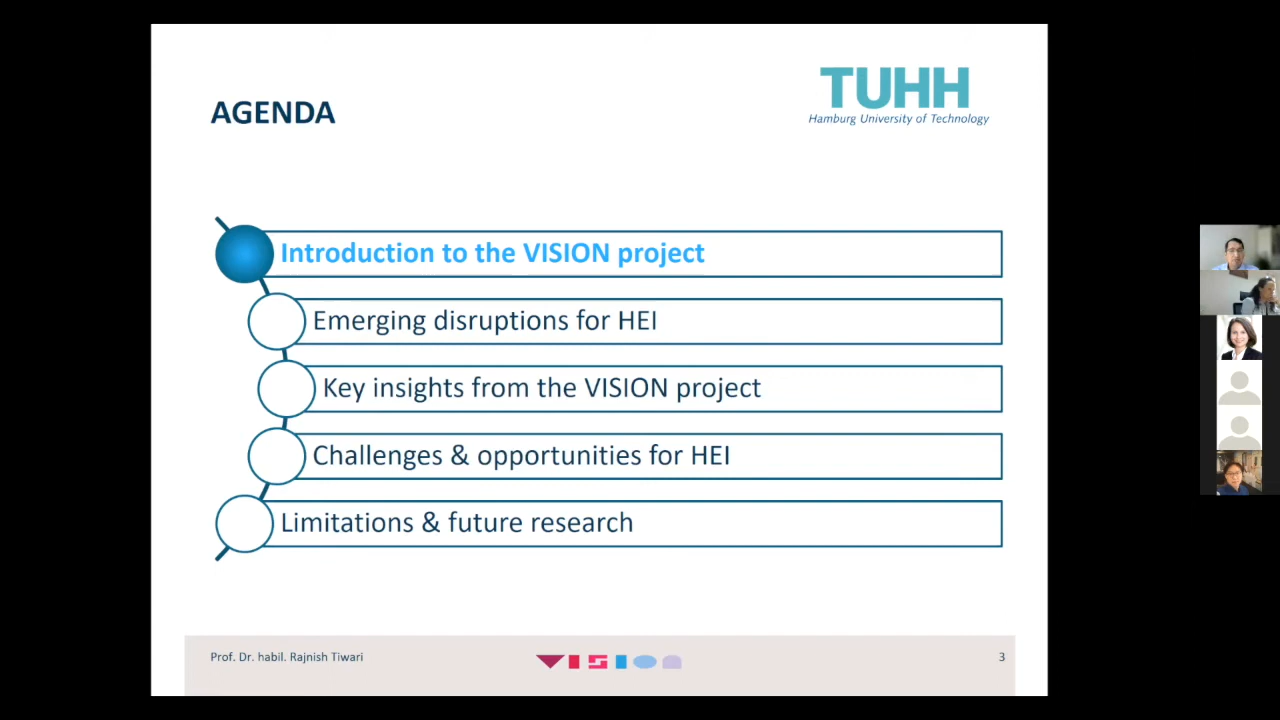 AGENDA
TUHH
Hamburg University of Technology
Introduction to the VISION project
Emerging disruptions for HEI
Key insights from the VISION project
Challenges & opportunities for HEI
Limitations & future research
Prof. Dr. habil. Rajnish Tiwari
VISION
3